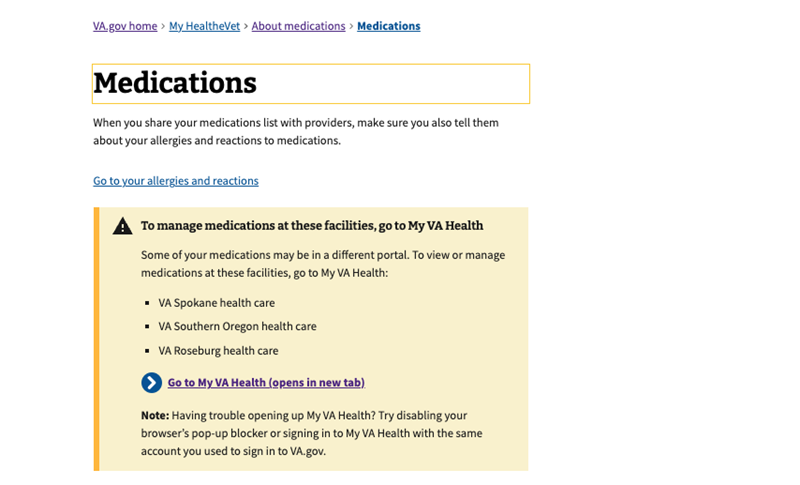 VA.gov home › My HealtheVet › About medications › Medications
Medications
When you share your medications list with providers, make sure you also tell them
about your allergies and reactions to medications.
Go to your allergies and reactions
To manage medications at these facilities, go to My VA Health
Some of your medications may be in a different portal. To view or manage
medications at these facilities, go to My VA Health:
▪ VA Spokane health care
▪ VA Southern Oregon health care
▪ VA Roseburg health care
Go to My VA Health (opens in new tab)
Note: Having trouble opening up My VA Health? Try disabling your
browser's pop-up blocker or signing in to My VA Health with the same
account you used to sign in to VA.gov.